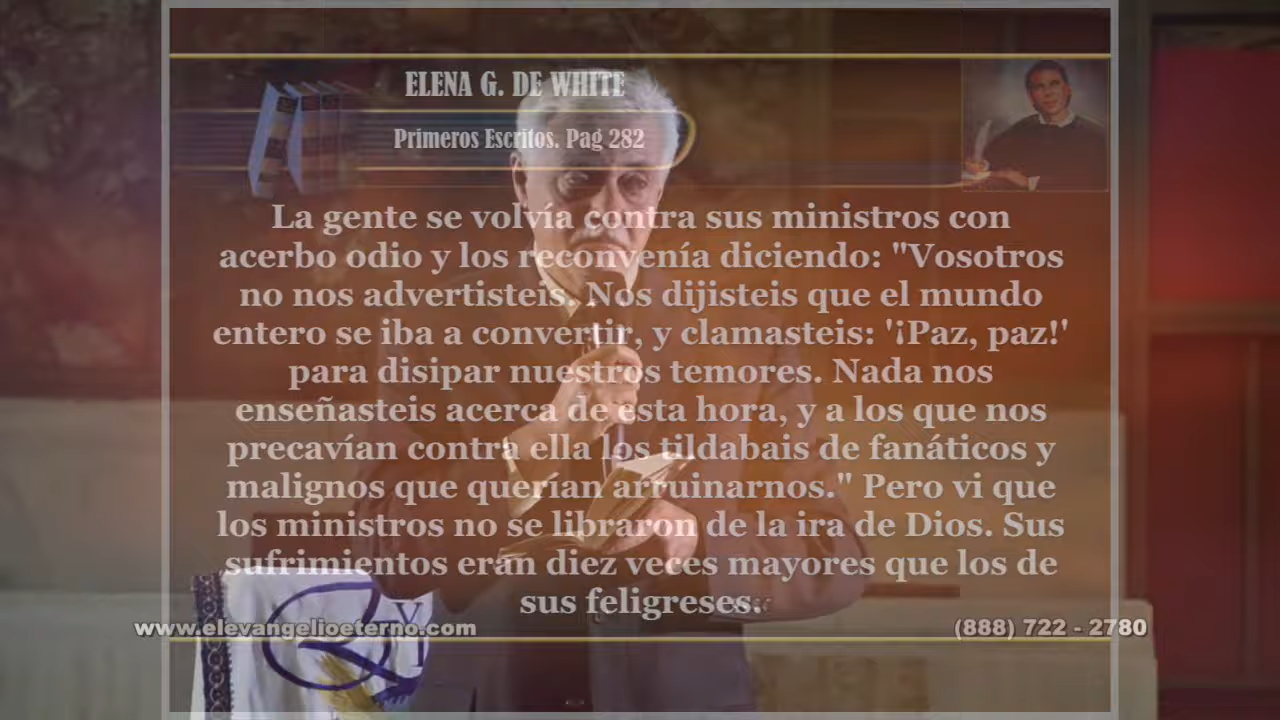 ELENA G. DE WHITE
Primeros Escritos. Pag 282
La gente se volvía contra sus ministros con
acerbo odio y los reconvenía diciendo: "Vosotros
no nos advertisteis. Nos dijisteis que el mundo
entero se iba a convertir, y clamasteis: '¡Paz, paz!'
para disipar nuestros temores. Nada nos
enseñasteis acerca de esta hora, y a los que nos
precavían contra ella los tildabais de fanáticos y
malignos que querían arruinarnos." Pero vi que
los ministros no se libraron de la ira de Dios. Sus
sufrimientos eran diez veces mayores que los de
sus feligreses.
www.elevangelioeterno.com
(888) 722 - 2780